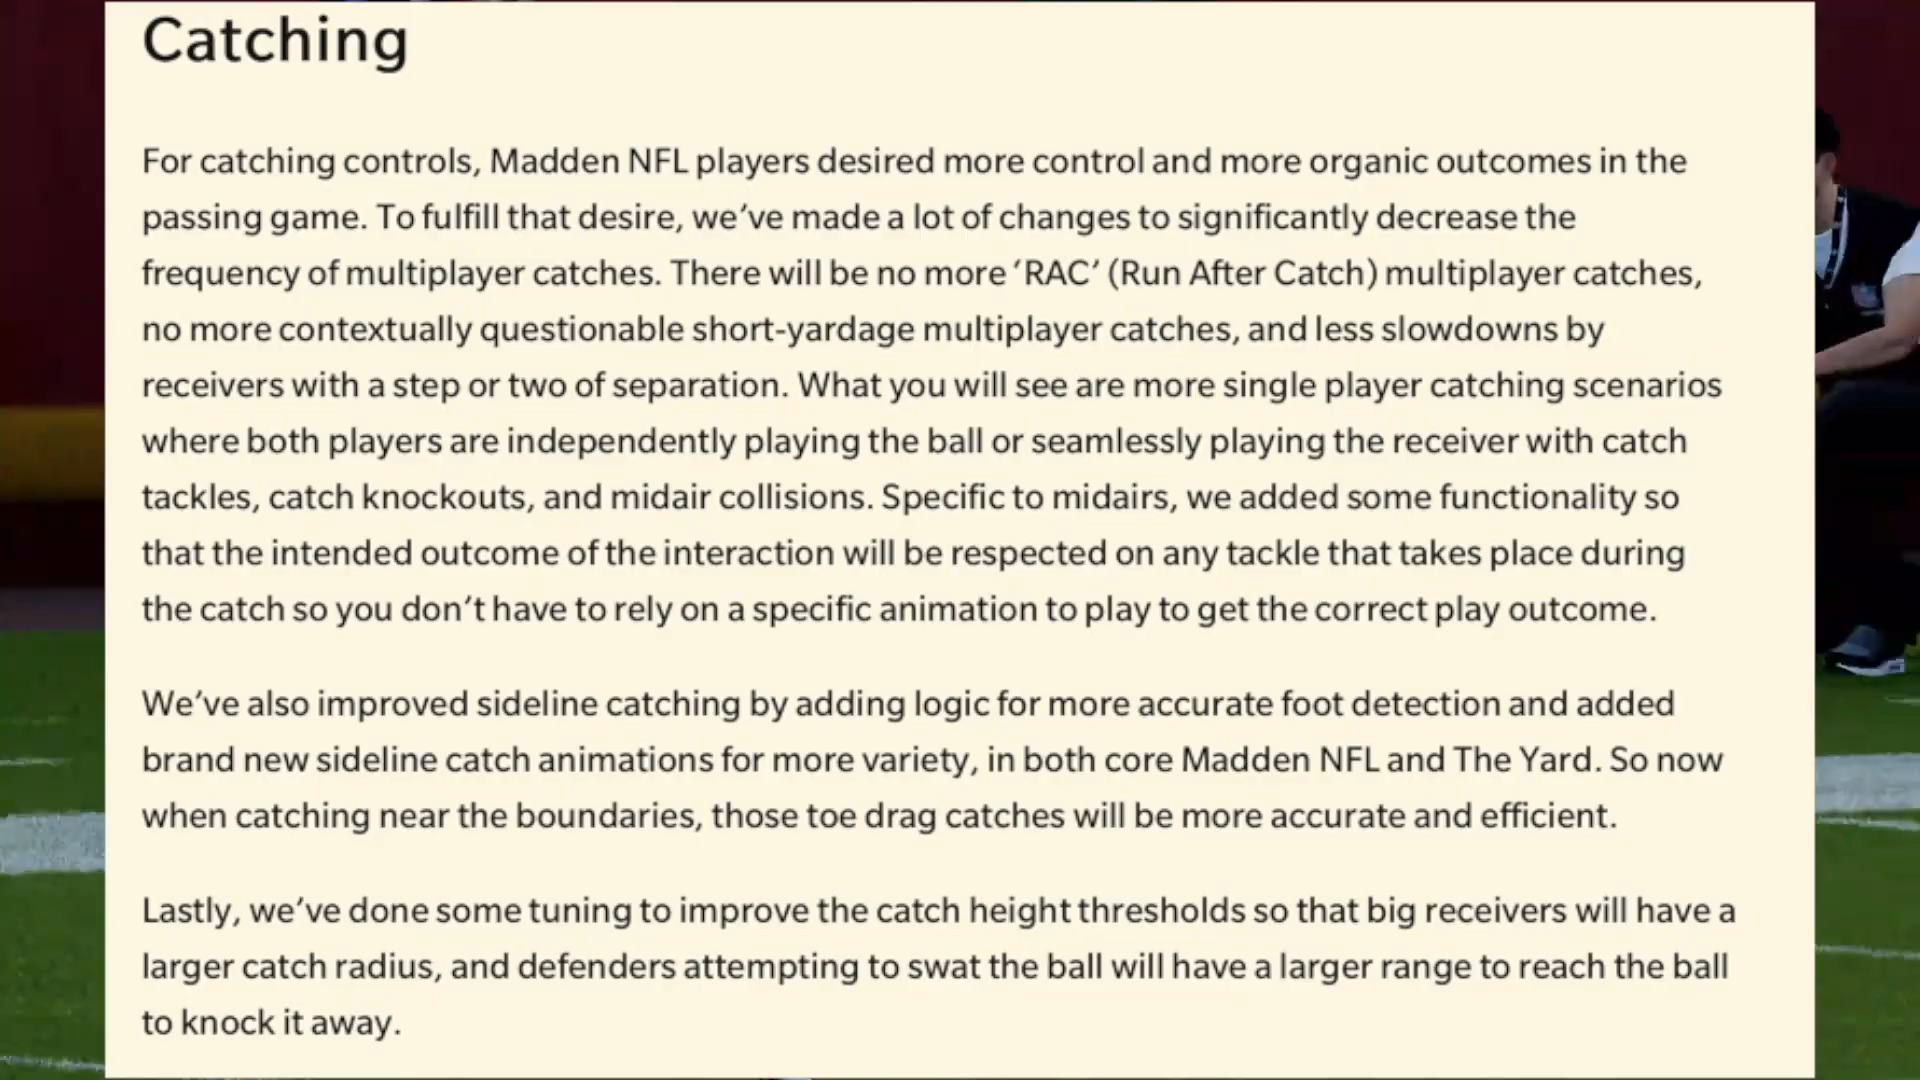 Catching
For catching controls, Madden NFL players desired more control and more organic outcomes in the
passing game. To fulfill that desire, we’ve made a lot of changes to significantly decrease the
frequency of multiplayer catches. There will be no more ‘RAC’ (Run After Catch) multiplayer catches,
no more contextually questionable short-yardage multiplayer catches, and less slowdowns by
receivers with a step or two of separation. What you will see are more single player catching scenarios
where both players are independently playing the ball or seamlessly playing the receiver with catch
tackles, catch knockouts, and midair collisions. Specific to midairs, we added some functionality so
that the intended outcome of the interaction will be respected on any tackle that takes place during
the catch so you don’t have to rely on a specific animation to play to get the correct play outcome.
We’ve also improved sideline catching by adding logic for more accurate foot detection and added
brand new sideline catch animations for more variety, in both core Madden NFL and The Yard. So now
when catching near the boundaries, those toe drag catches will be more accurate and efficient.
Lastly, we’ve done some tuning to improve the catch height thresholds so that big receivers will have a
larger catch radius, and defenders attempting to swat the ball will have a larger range to reach the ball
to knock it away.